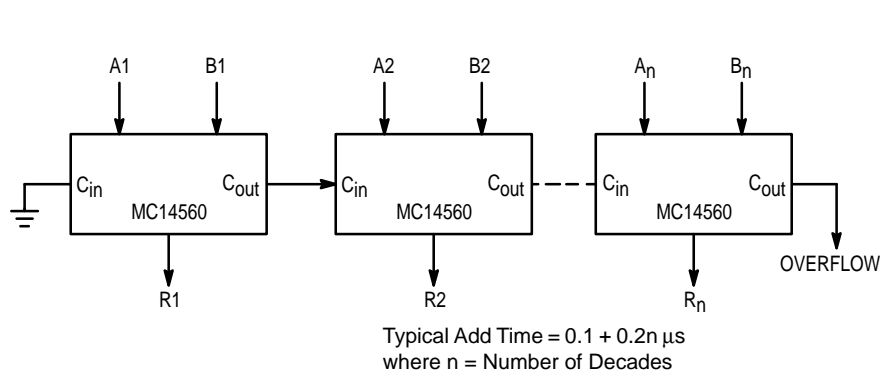 A1 B1 A2 B2 An Bn
Cin Cout Cin Cout Cin Cout
MC14560 MC14560 MC14560
OVERFLOW
R1 R2 Rn
Typical Add Time = 0.1 + 0.2n μs
where n = Number of Decades